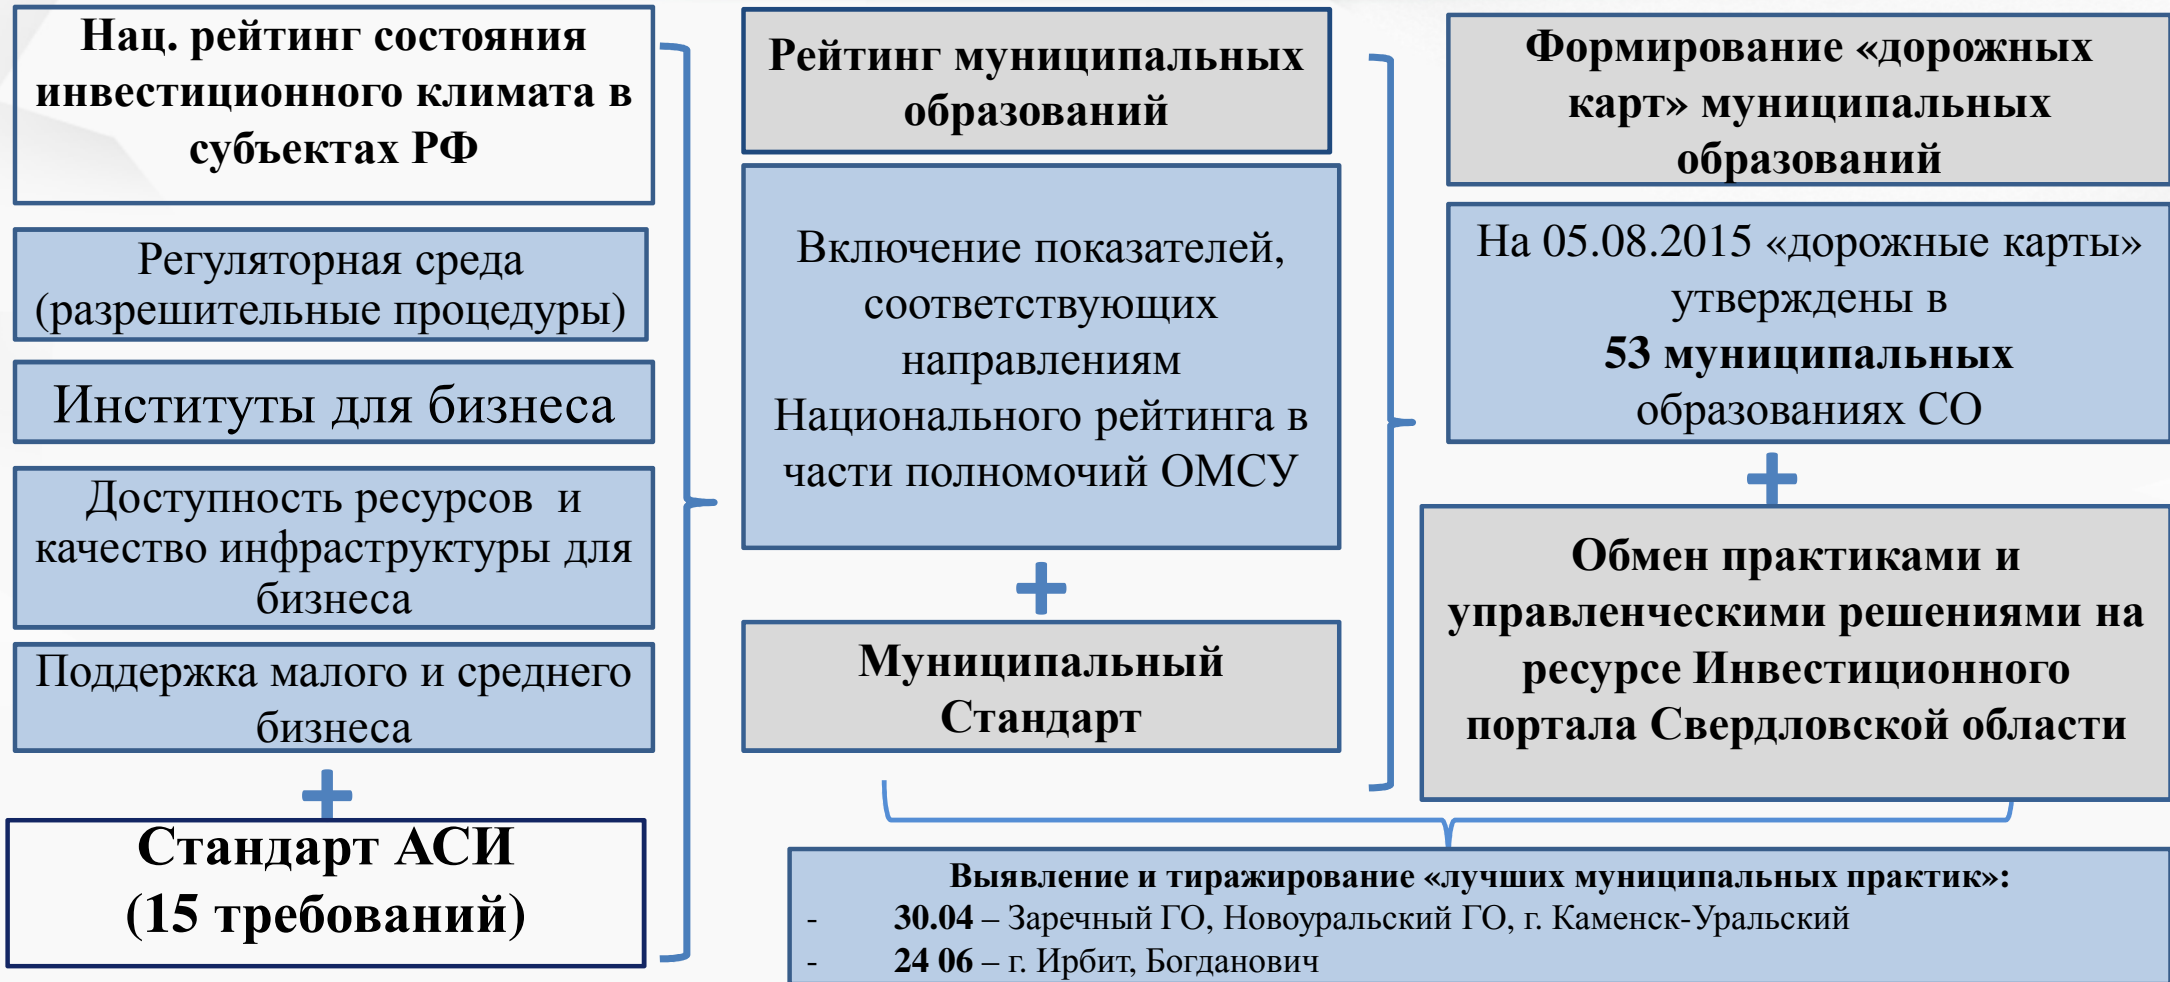 Нац. рейтинг состояния
инвестиционного климата в
субъектах РФ
Регуляторная среда
(разрешительные процедуры)
Институты для бизнеса
Доступность ресурсов и
качество инфраструктуры для
бизнеса
Поддержка малого и среднего
бизнеса
+
Стандарт АСИ
(15 требований)
Рейтинг муниципальных
образований
Включение показателей,
соответствующих
направлениям
Национального рейтинга в
части полномочий ОМСУ
+
Муниципальный
Стандарт
Формирование «дорожных
карт» муниципальных
образований
На 05.08.2015 «дорожные карты»
утверждены в
53 муниципальных
образованиях СО
+
Обмен практиками и
управленческими решениями на
ресурсе Инвестиционного
портала Свердловской области
Выявление и тиражирование «лучших муниципальных практик»:
- 30.04 – Заречный ГО, Новоуральский ГО, г. Каменск-Уральский
- 24 06 – г. Ирбит, Богданович